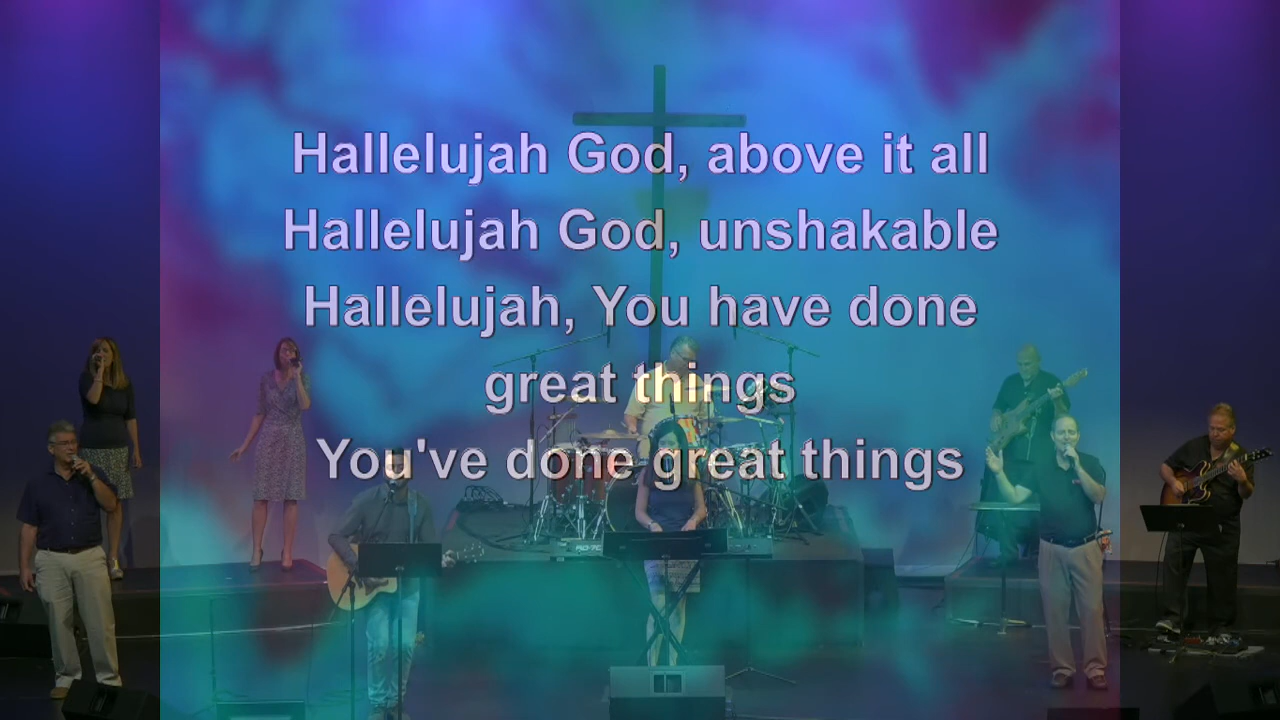 Hallelujah God, above it all
Hallelujah God, unshakable
Hallelujah, You have done
great things
You've done great things